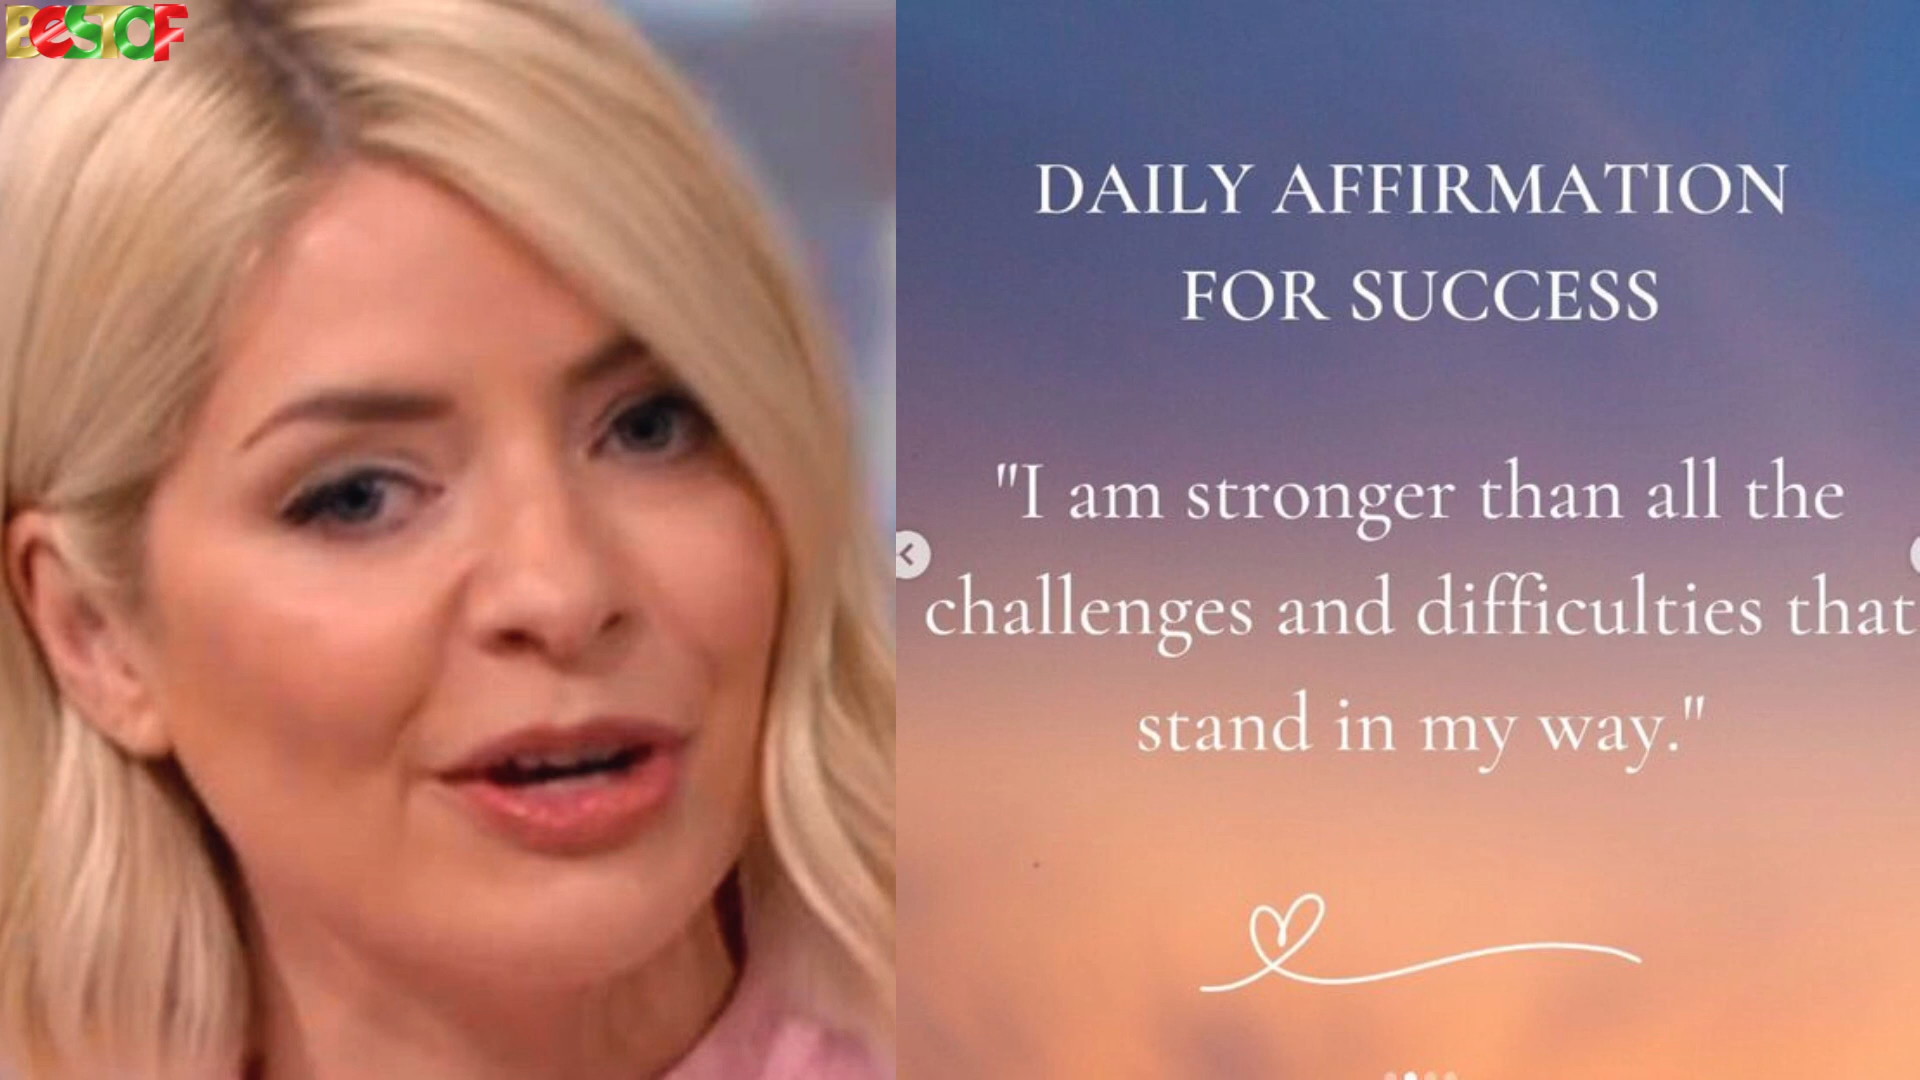 BeSTOF
DAILY AFFIRMATION
FOR SUCCESS
"I am stronger than all the
challenges and difficulties that
stand in my way."